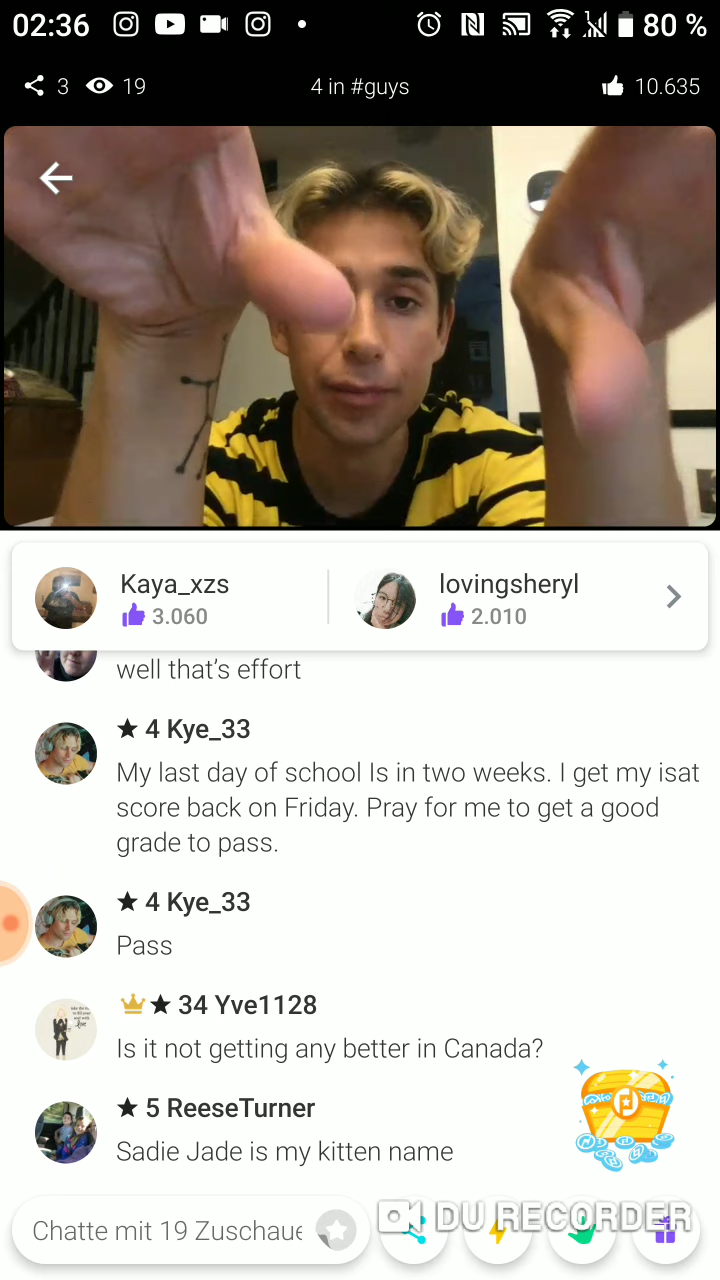 02:36
80 %
3 19 4 in #guys 10.635
Kaya_xzs lovingsheryl
3.060 2.010
well that's effort
★ 4 Kye_33
My last day of school Is in two weeks. I get my isat
score back on Friday. Pray for me to get a good
grade to pass.
★ 4 Kye_33
Pass
★ 34 Yve1128
Is it not getting any better in Canada?
★ 5 ReeseTurner
Sadie Jade is my kitten name
Chatte mit 19 Zuschaue
DU RECORDER